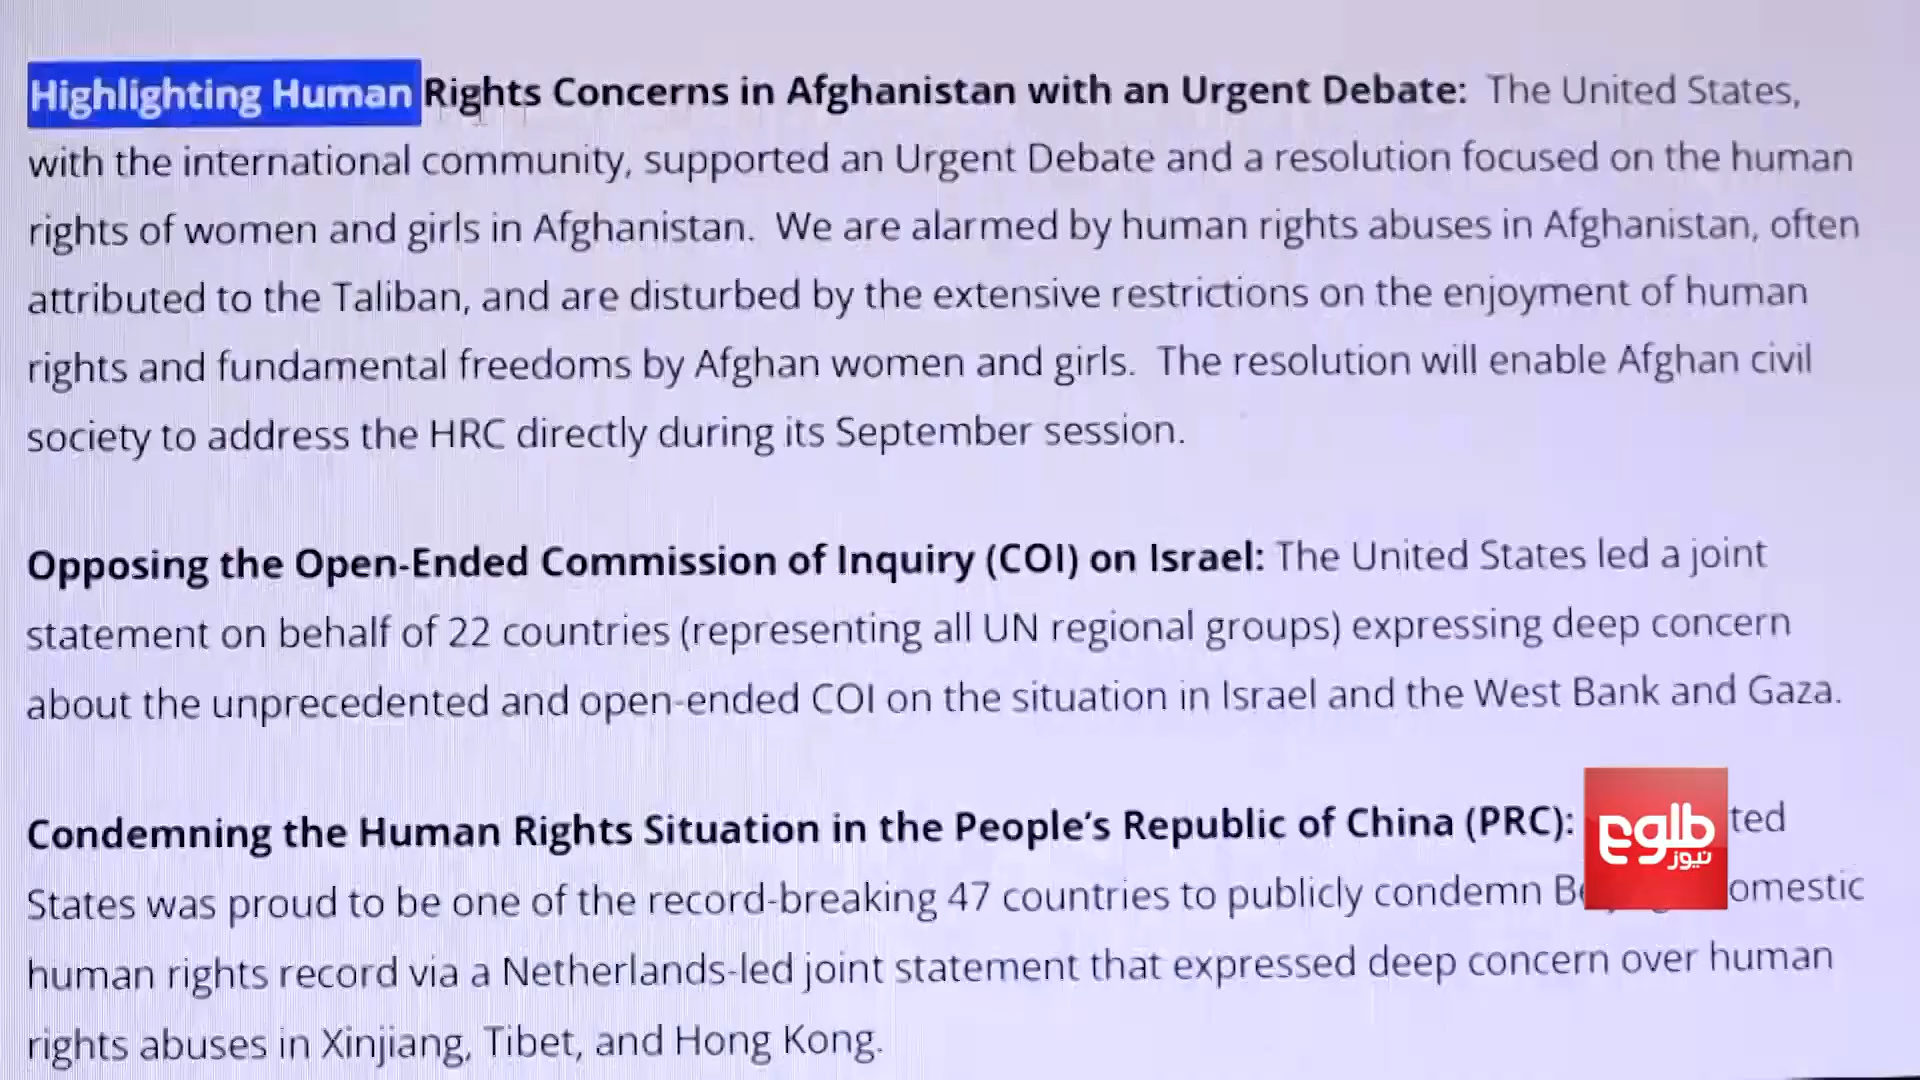 Highlighting Human Rights Concerns in Afghanistan with an Urgent Debate: The United States,
with the international community, supported an Urgent Debate and a resolution focused on the human
rights of women and girls in Afghanistan. We are alarmed by human rights abuses in Afghanistan, often
attributed to the Taliban, and are disturbed by the extensive restrictions on the enjoyment of human
rights and fundamental freedoms by Afghan women and girls. The resolution will enable Afghan civil
society to address the HRC directly during its September session.
Opposing the Open-Ended Commission of Inquiry (COI) on Israel: The United States led a joint
statement on behalf of 22 countries (representing all UN regional groups) expressing deep concern
about the unprecedented and open-ended COI on the situation in Israel and the West Bank and Gaza.
Condemning the Human Rights Situation in the People's Republic of China (PRC): ted
States was proud to be one of the record-breaking 47 countries to publicly condemn omestic
human rights record via a Netherlands-led joint statement that expressed deep concern over human
rights abuses in Xinjiang, Tibet, and Hong Kong.
طلوع
نیوز